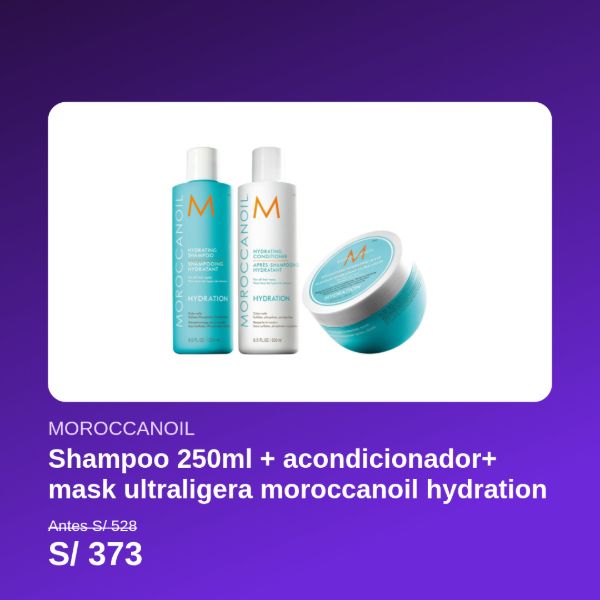 MOROCCANOIL
M
HYDRATING
SHAMPOO
SHAMPOOING
HYDRATANT
HYDRATION
MOROCCANOIL
M
HYDRATING
CONDITIONER
APRÈS-SHAMPOOING
HYDRATANT
HYDRATION
M
HYDRATION
MOROCCANOIL
Shampoo 250ml + acondicionador+
mask ultraligera moroccanoil hydration
Antes S/ 528
S/ 373